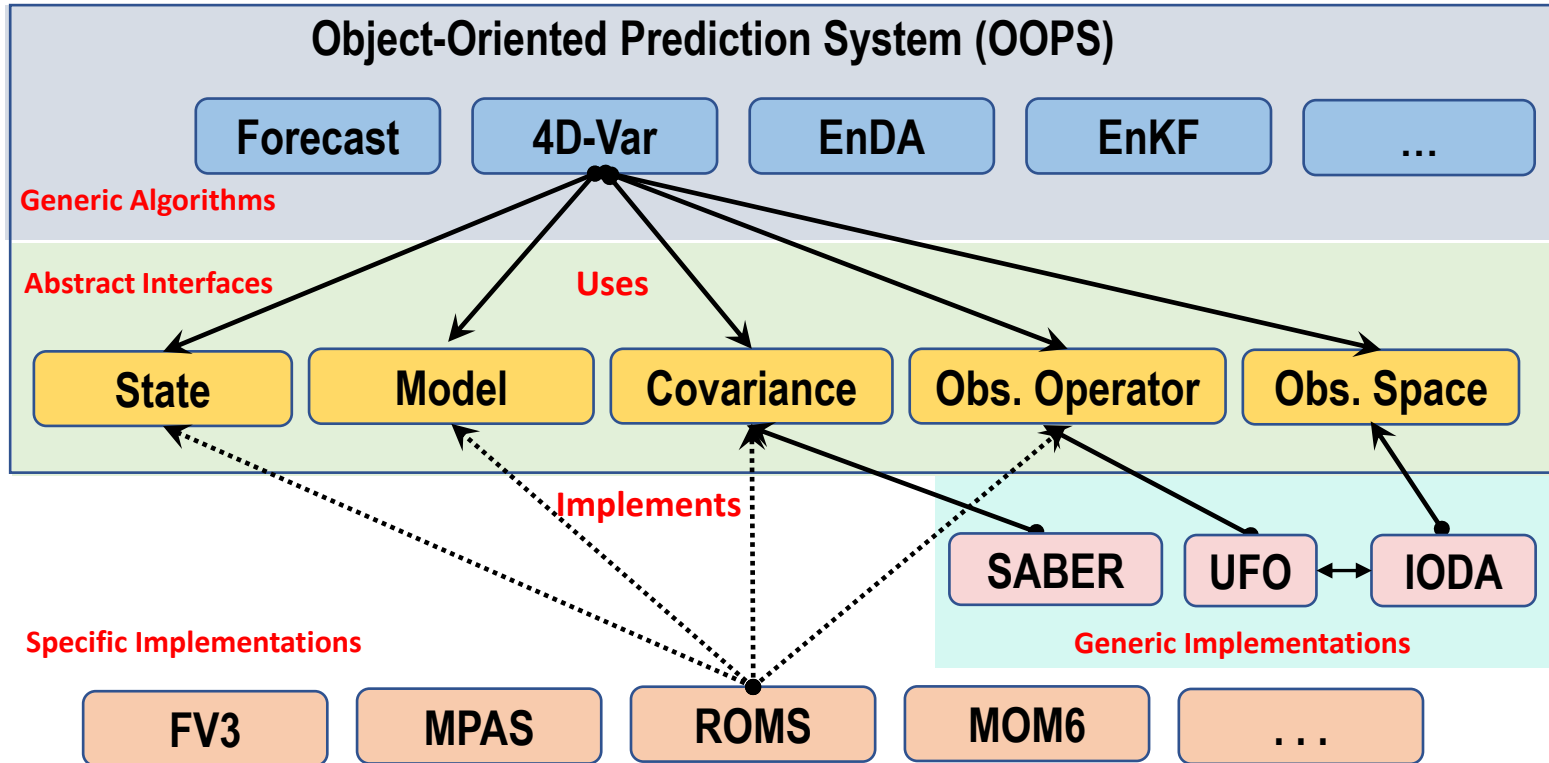 Object-Oriented Prediction System (OOPS)
Forecast
4D-Var
EnDA
EnKF
...
Generic Algorithms
Abstract Interfaces
Uses
State
Model
Covariance
Obs. Operator
Obs. Space
Implements
SABER
UFO
IODA
Specific Implementations
Generic Implementations
FV3
MPAS
ROMS
MOM6
. . .